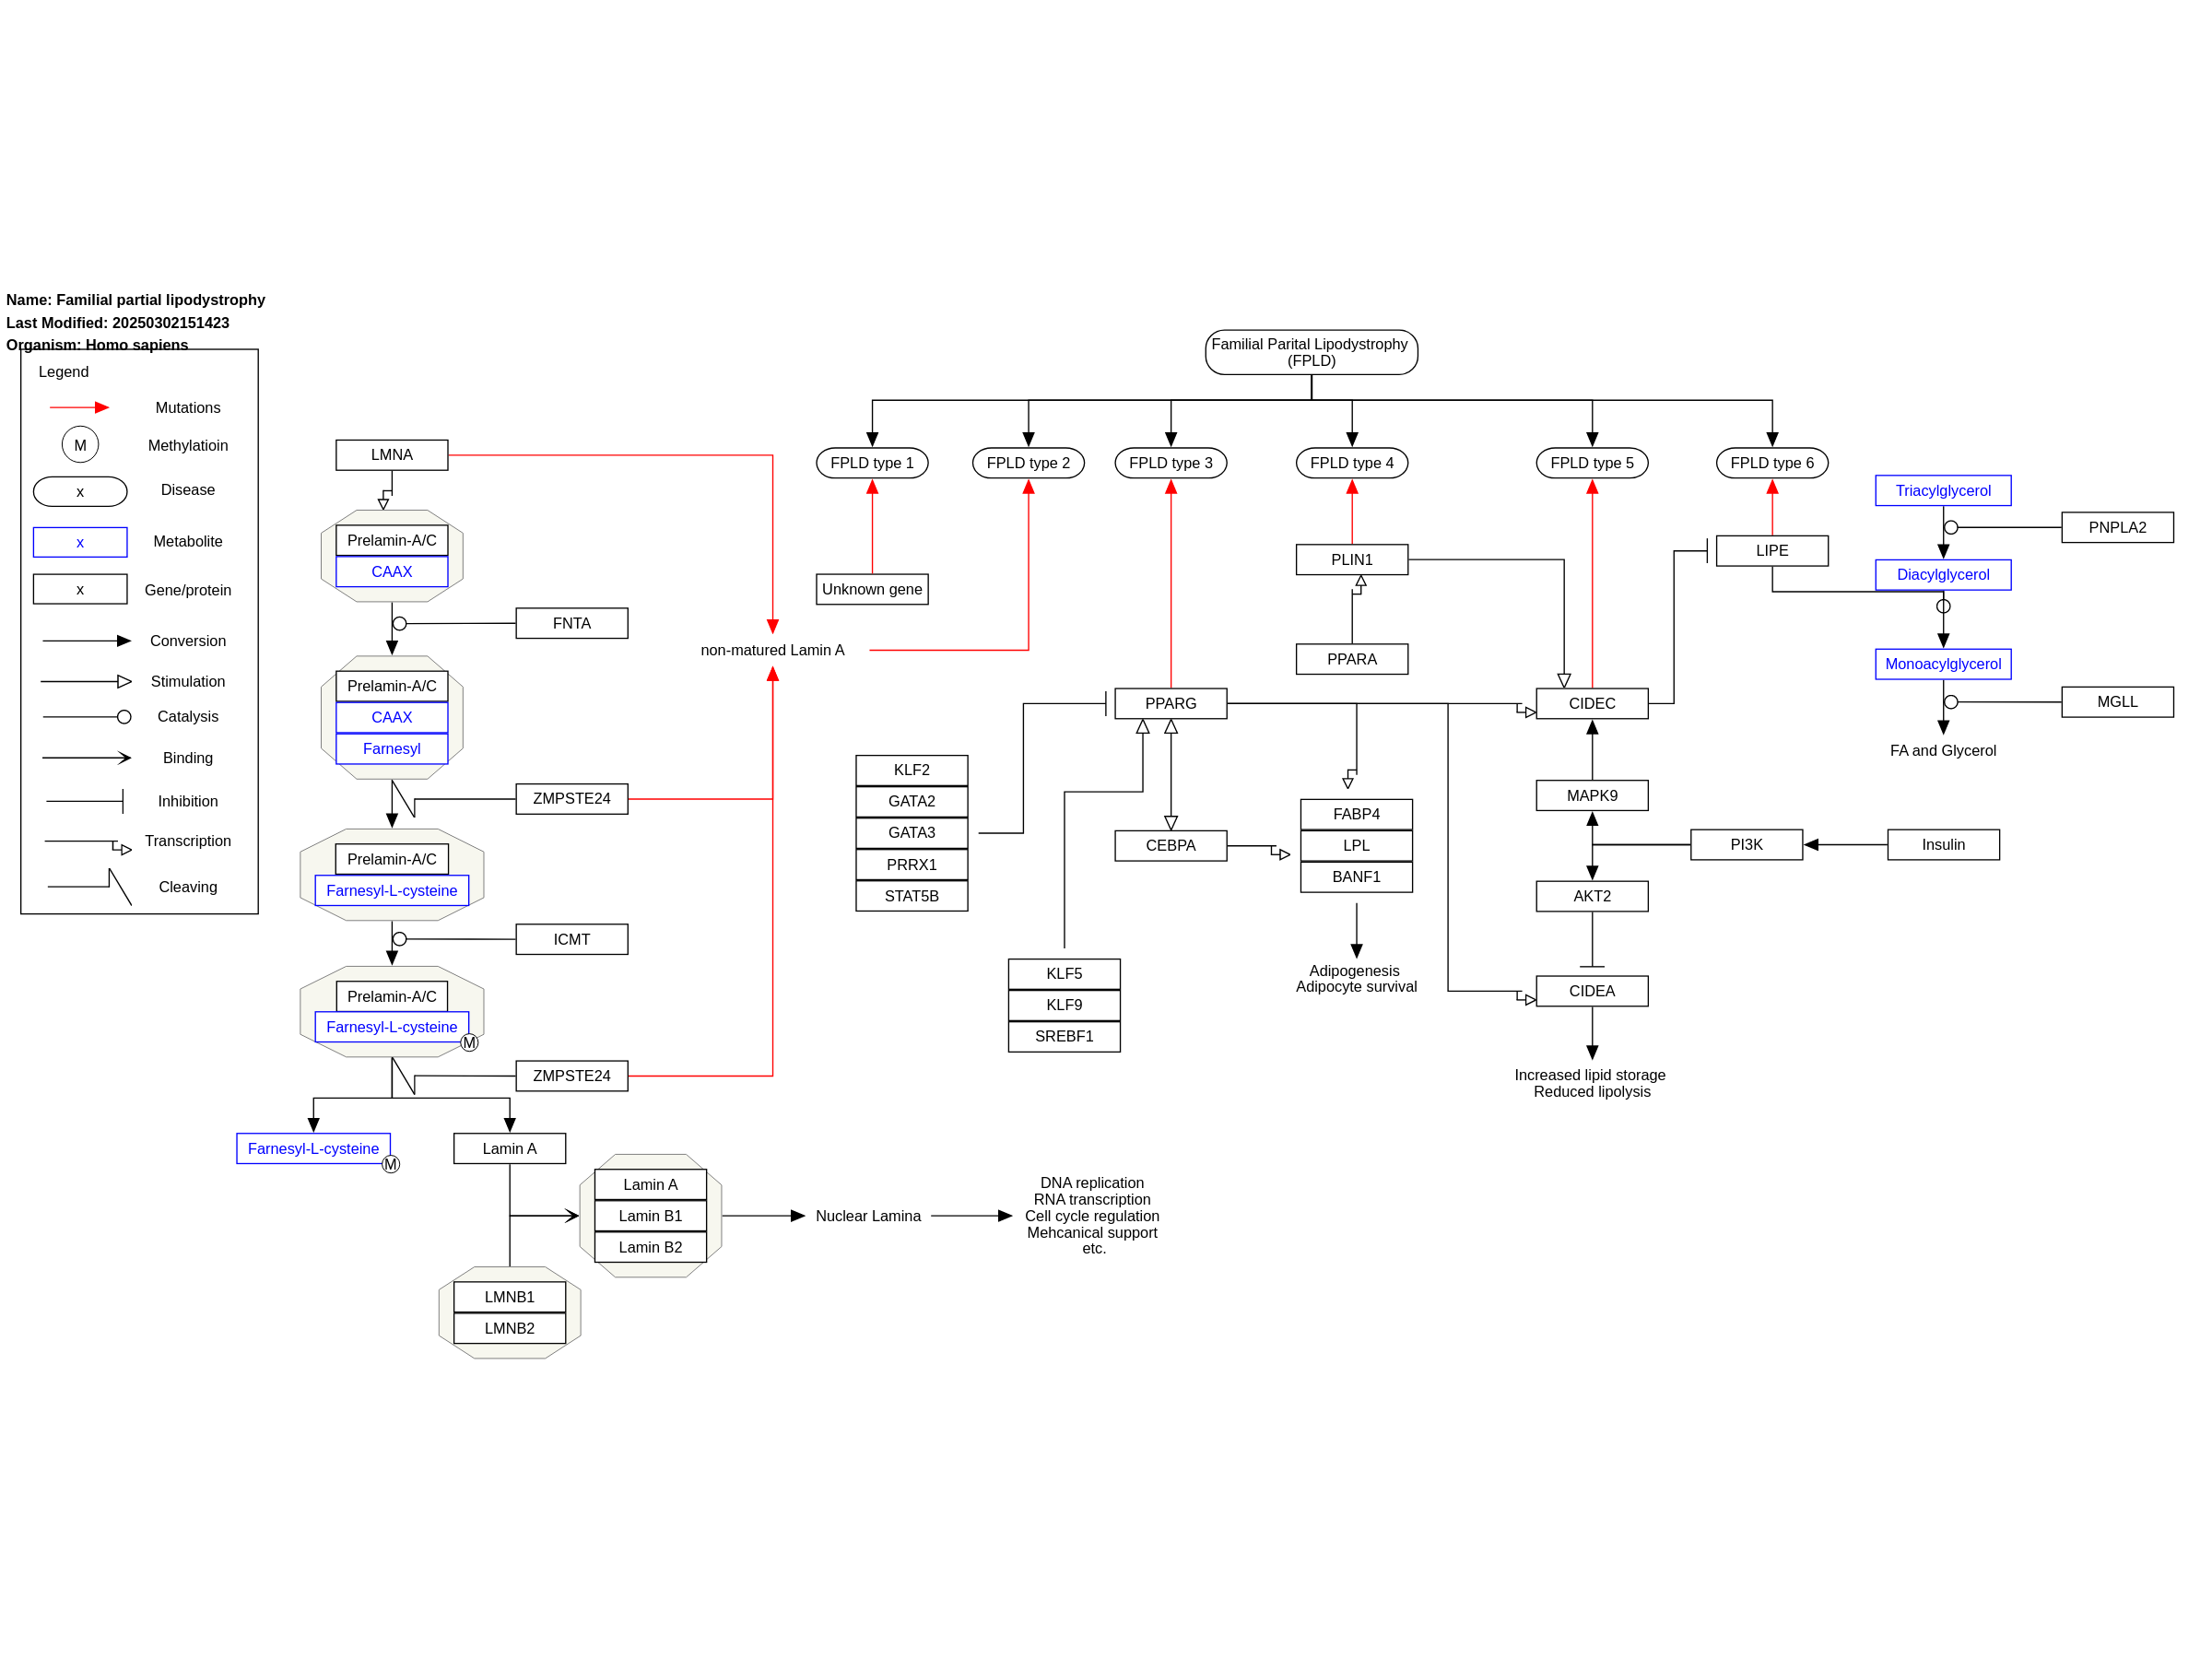 Name: Familial partial lipodystrophy
Last Modified: 20250302151423
Organism: Homo sapiens
Legend
Mutations
M
Methylatioin
x
Disease
x
Metabolite
x
Gene/protein
Conversion
Stimulation
Catalysis
Binding
Inhibition
Transcription
Cleaving
LMNA
Prelamin-A/C
CAAX
FNTA
Prelamin-A/C
CAAX
Farnesyl
ZMPSTE24
Prelamin-A/C
Farnesyl-L-cysteine
ICMT
Prelamin-A/C
Farnesyl-L-cysteine
M
ZMPSTE24
Farnesyl-L-cysteine
M
Lamin A
Lamin A
Lamin B1
Lamin B2
LMNB1
LMNB2
Nuclear Lamina
DNA replication
RNA transcription
Cell cycle regulation
Mehcanical support
etc.
non-matured Lamin A
Familial Parital Lipodystrophy
(FPLD)
FPLD type 1
FPLD type 2
FPLD type 3
FPLD type 4
FPLD type 5
FPLD type 6
Unknown gene
PLIN1
PPARA
PPARG
KLF2
GATA2
GATA3
PRRX1
STAT5B
CEBPA
KLF5
KLF9
SREBF1
FABP4
LPL
BANF1
Adipogenesis
Adipocyte survival
CIDEC
MAPK9
PI3K
Insulin
AKT2
CIDEA
Increased lipid storage
Reduced lipolysis
LIPE
Triacylglycerol
PNPLA2
Diacylglycerol
Monoacylglycerol
MGLL
FA and Glycerol